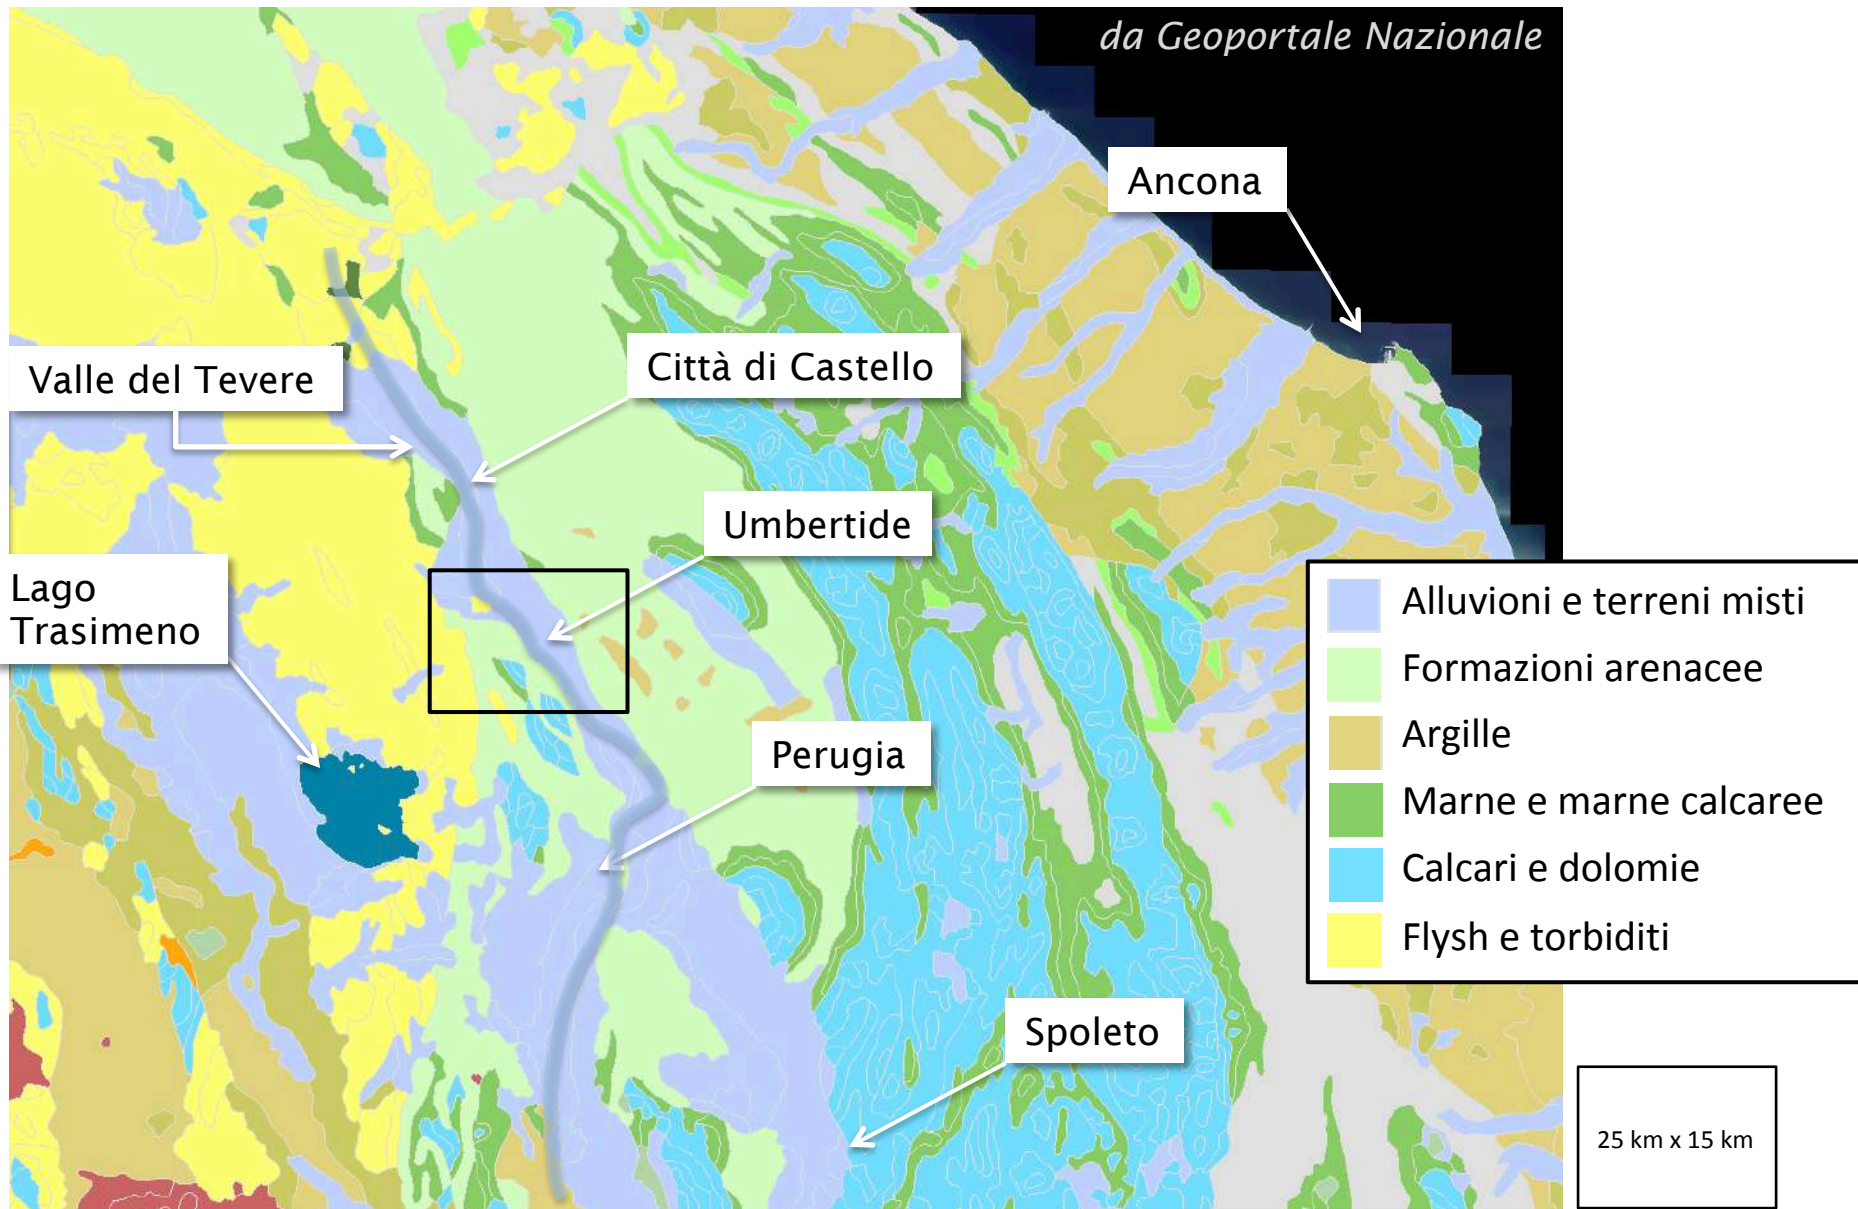 da Geoportale Nazionale
Ancona
Città di Castello
Valle del Tevere
Umbertide
Lago
Trasimeno
Perugia
Spoleto
Alluvioni e terreni misti
Formazioni arenacee
Argille
Marne e marne calcaree
Calcari e dolomie
Flysh e torbiditi
25 km x 15 km